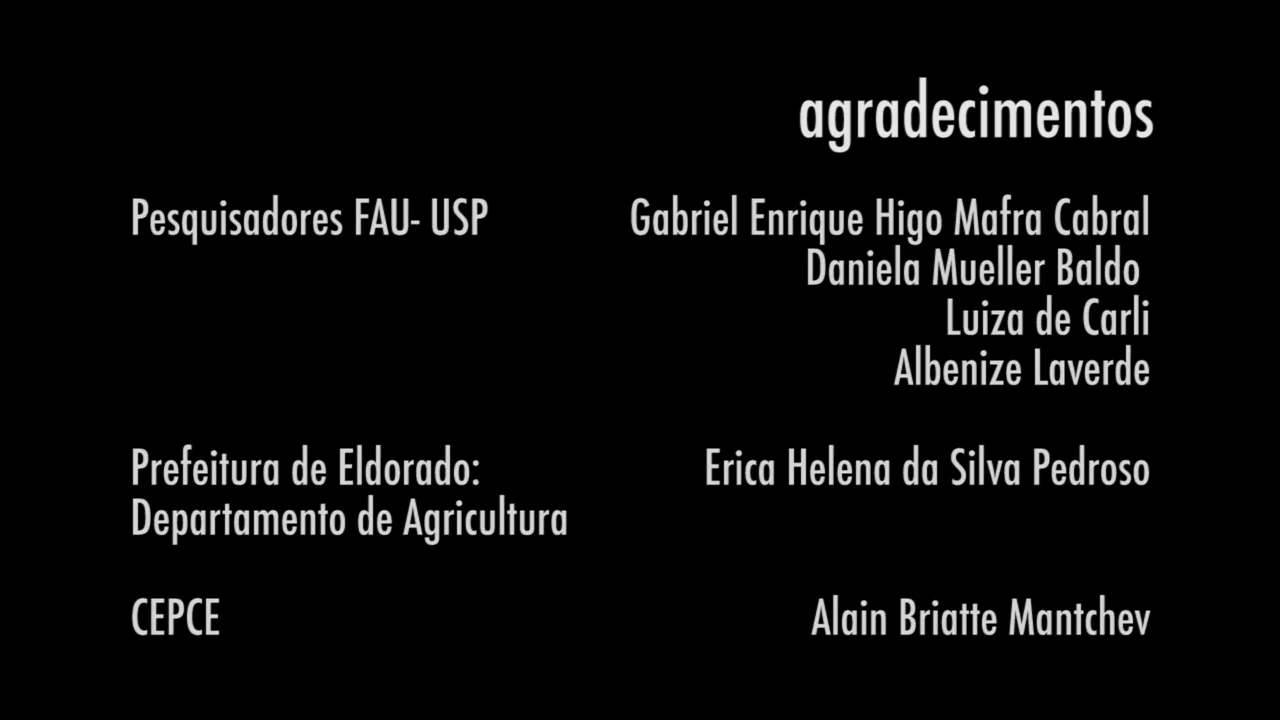 agradecimentos
Pesquisadores FAU- USP Gabriel Enrique Higo Mafra Cabral
Daniela Mueller Baldo
Luiza de Carli
Albenize Laverde
Prefeitura de Eldorado: Erica Helena da Silva Pedroso
Departamento de Agricultura
CEPCE Alain Briatte Mantchev